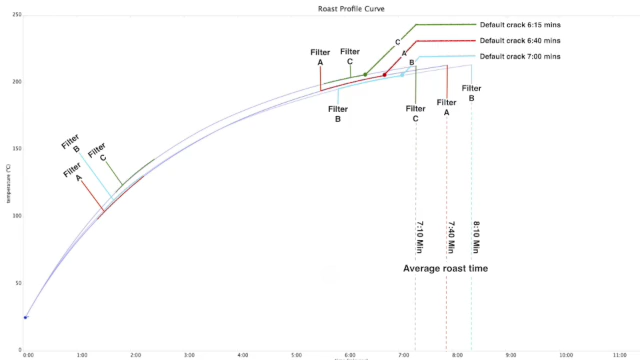 Roast Profile Curve
250
Default crack 6:15 mins
Default crack 6:40 mins
Default crack 7:00 mins
C
A
B
Filter
A
Filter
C
200
Filter
B
Filter
C
Filter
A
Filter
B
Filter
B
Filter
C
Filter
A
150
temperature (°C)
100
7:10 Min
7:40 Min
8:10 Min
Average roast time
50
0
0:00
1:00
2:00
3:00
4:00
5:00
6:00
7:00
8:00
9:00
10:00
11:00